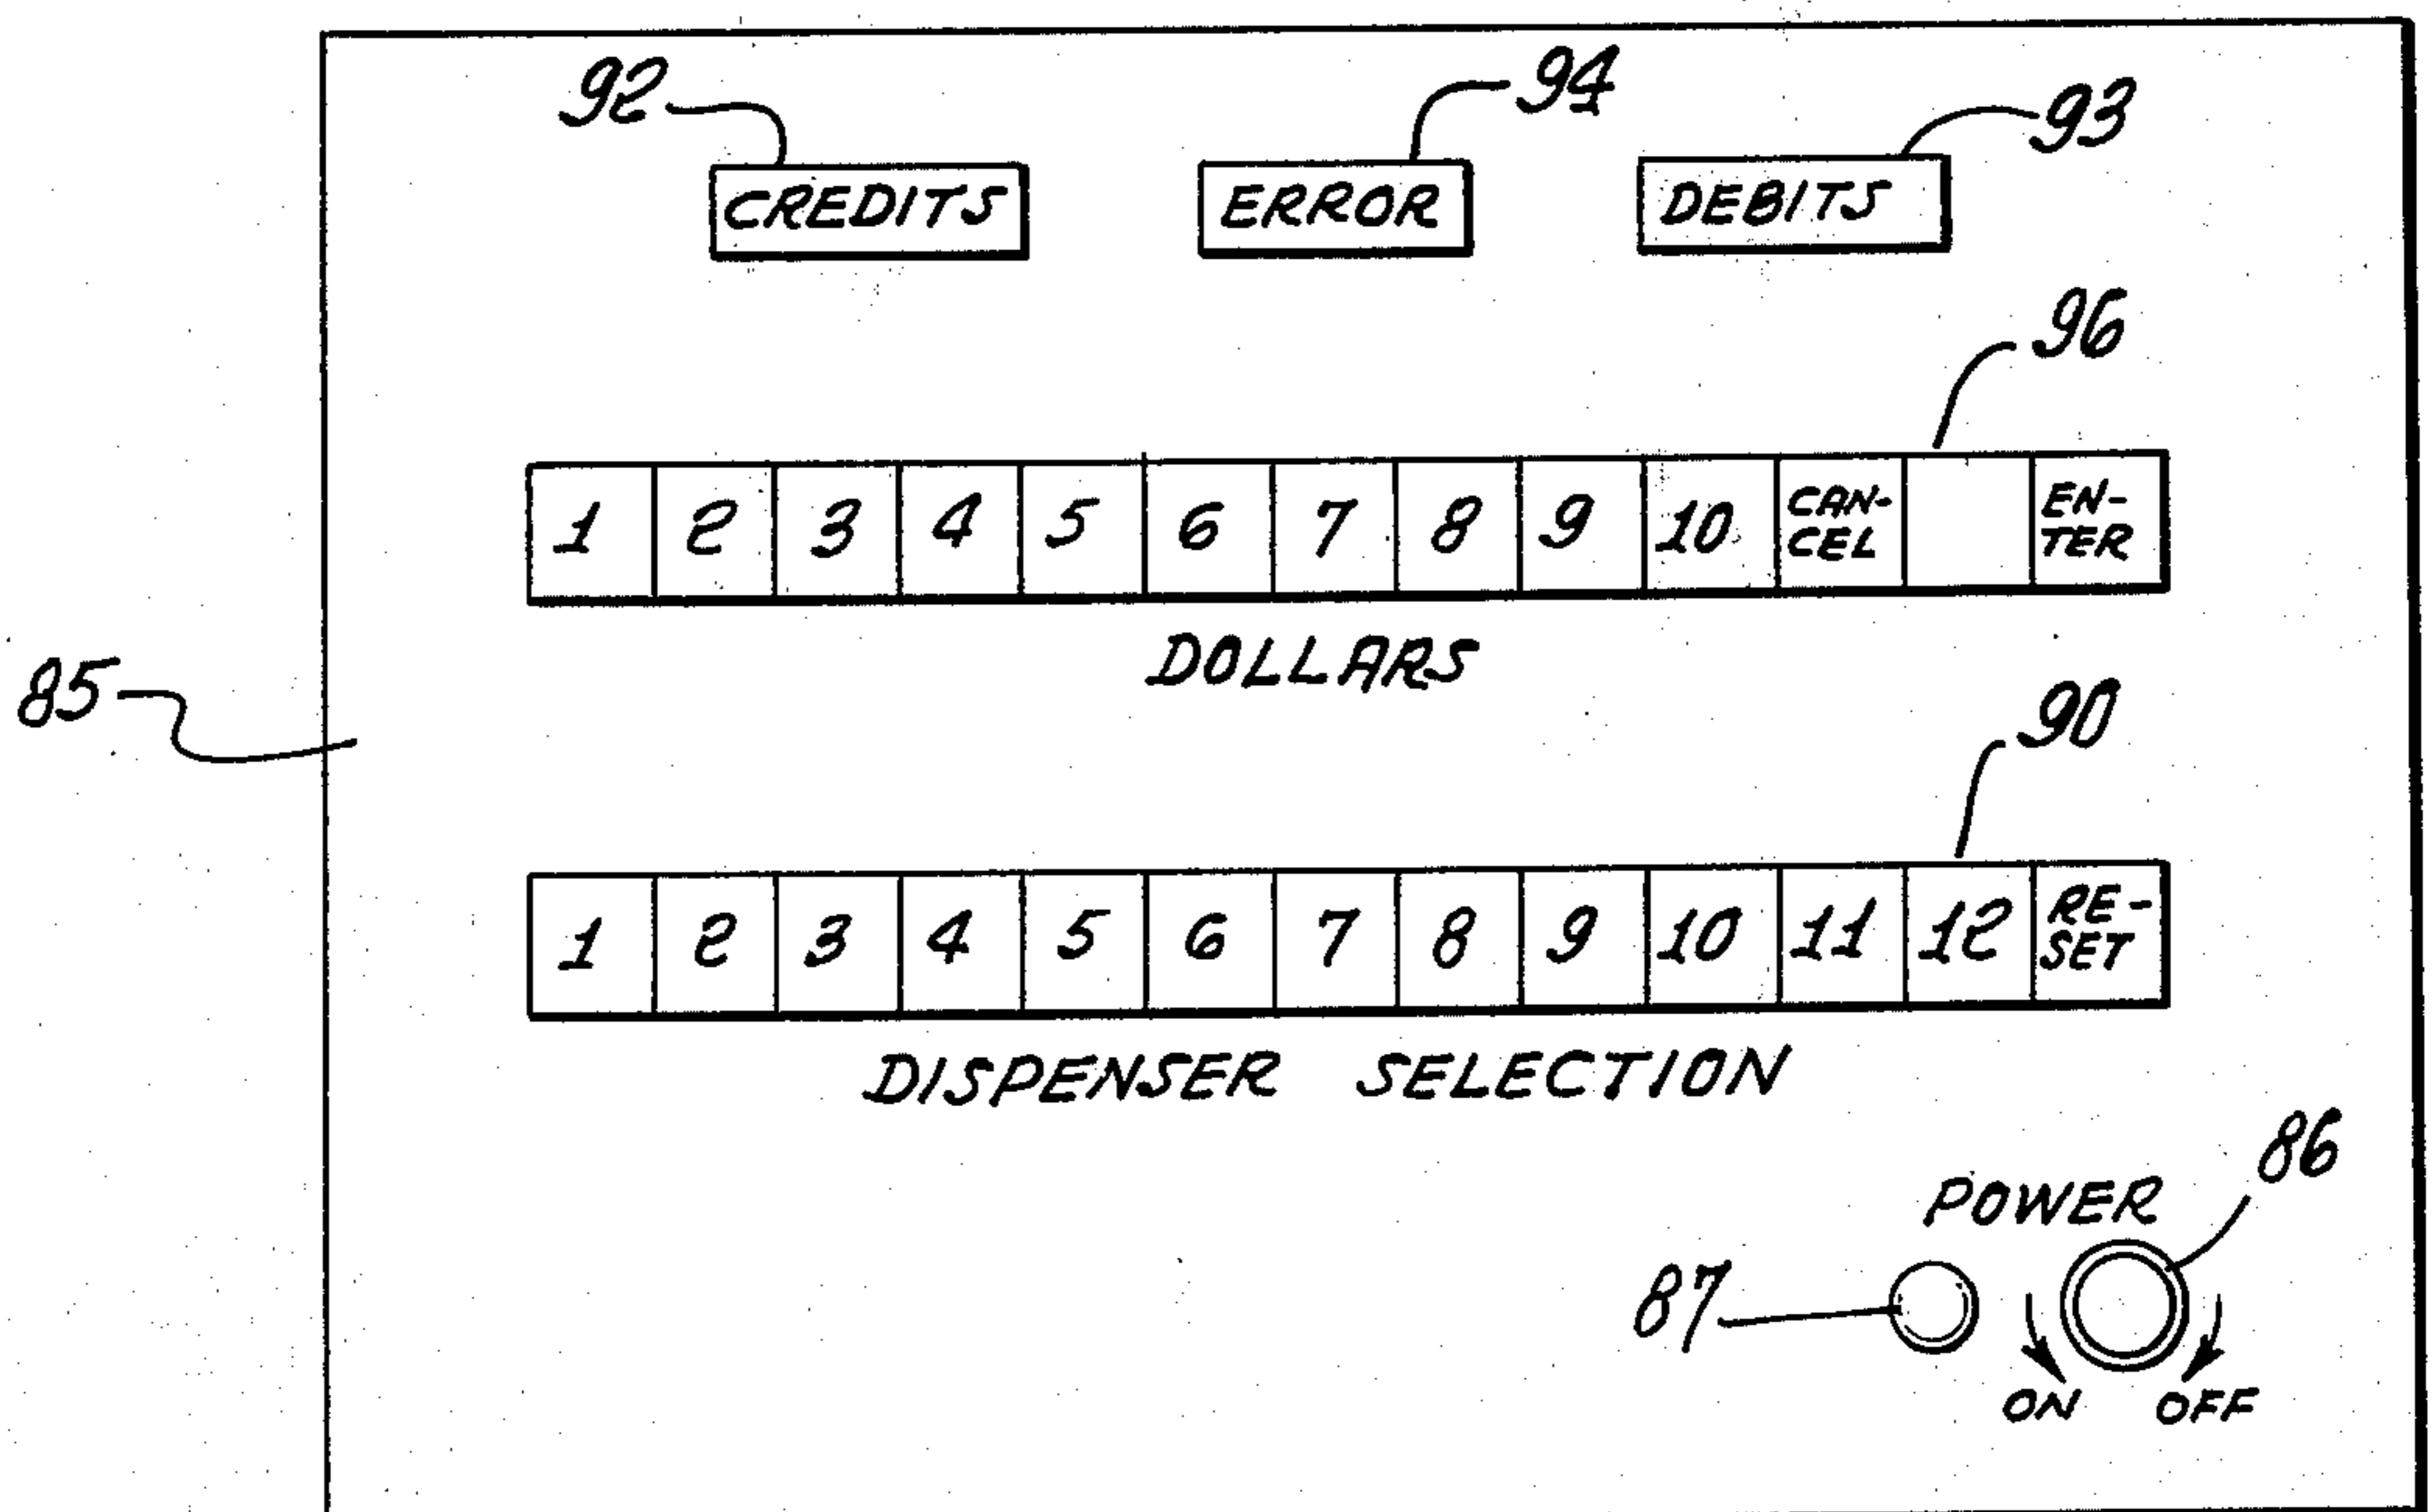 92 94 93
CREDITS ERROR DEBITS
96
1 2 3 4 5 6 7 8 9 10 CAN-
CEL EN-
TER
DOLLARS
85
90
1 2 3 4 5 6 7 8 9 10 11 12 RE-
SET
DISPENSER SELECTION
86
POWER
87
ON OFF